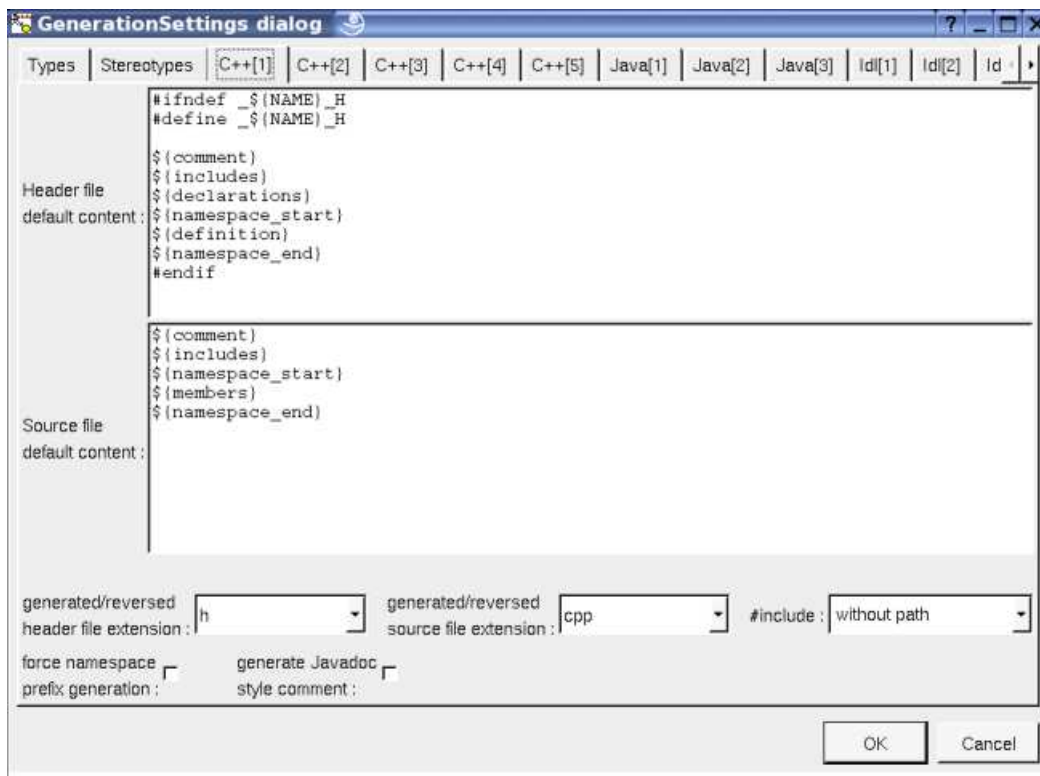 GenerationSettings dialog
Types Stereotypes C++[1] C++[2] C++[3] C++[4] C++[5] Java[1] Java[2] Java[3] Idl[1] Idl[2] Id
#ifndef _${NAME}_H
#define _${NAME}_H
${comment}
${includes}
Header file
${declarations}
default content :
${namespace_start}
${definition}
${namespace_end}
#endif
${comment}
${includes}
${namespace_start}
${members}
${namespace_end}
Source file
default content :
generated/reversed
header file extension :
h
generated/reversed
source file extension :
cpp
#include :
without path
force namespace
prefix generation :
generate Javadoc
style comment :
OK
Cancel